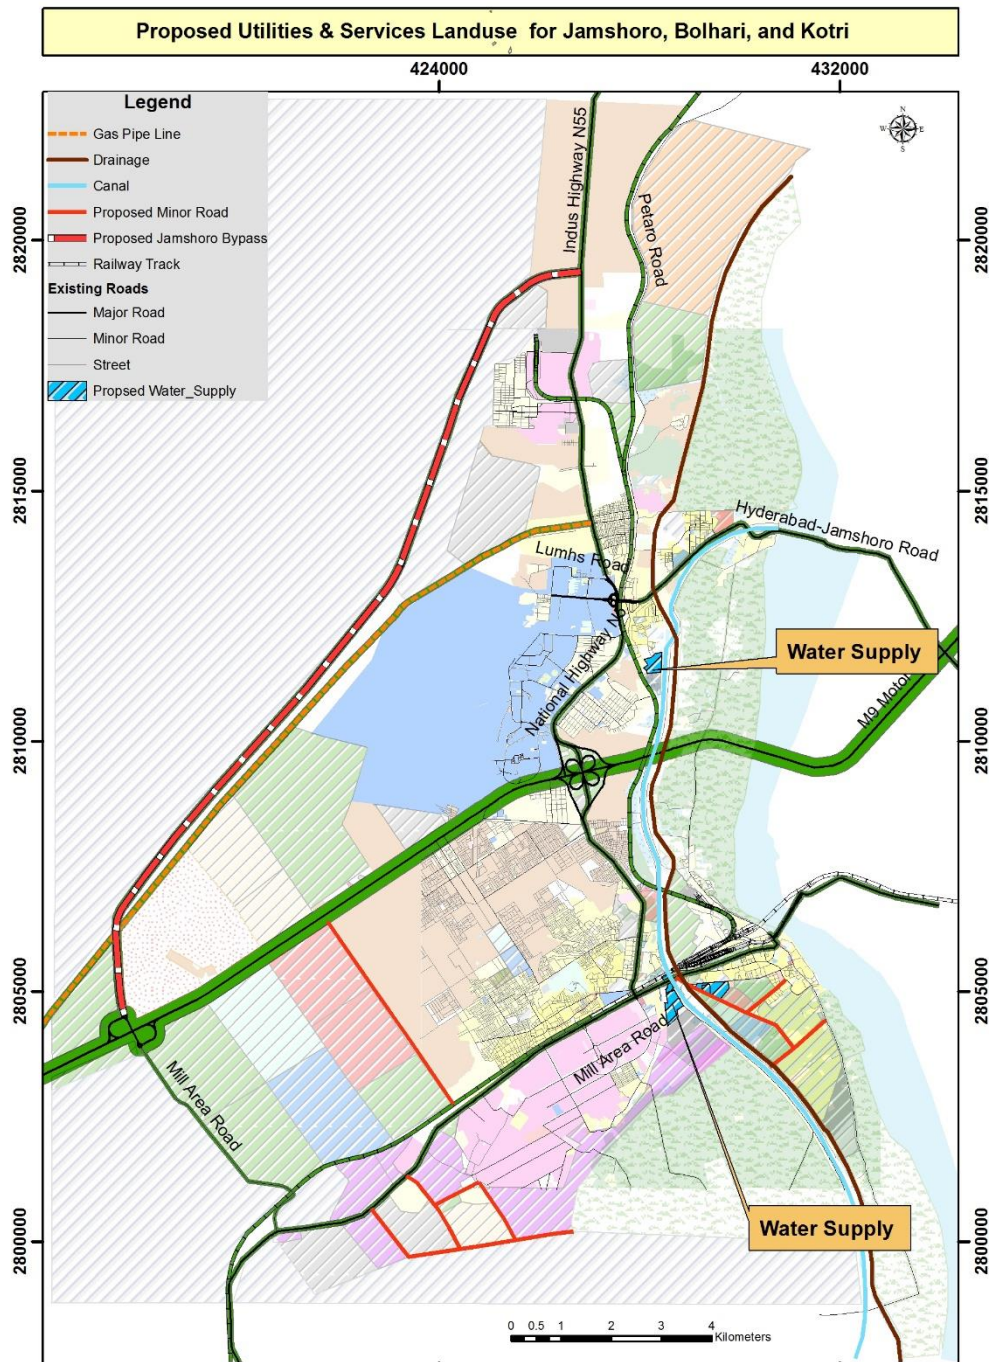 Proposed Utilities & Services Landuse for Jamshoro, Bolhari, and Kotri
424000
432000
Legend
Gas Pipe Line
Drainage
Canal
Proposed Minor Road
Proposed Jamshoro Bypass
Railway Track
Existing Roads
Major Road
Minor Road
Street
Propsed Water_Supply
N
W
E
S
Indus Highway N55
Petaro Road
2820000
2820000
2815000
2815000
Hyderabad-Jamshoro Road
Lumhs Road
National Highway
Water Supply
M9 Motor
2810000
2810000
2805000
2805000
Mill Area Road
Mill Area Road
Water Supply
2800000
2800000
0 0.5 1 2 3 4
Kilometers